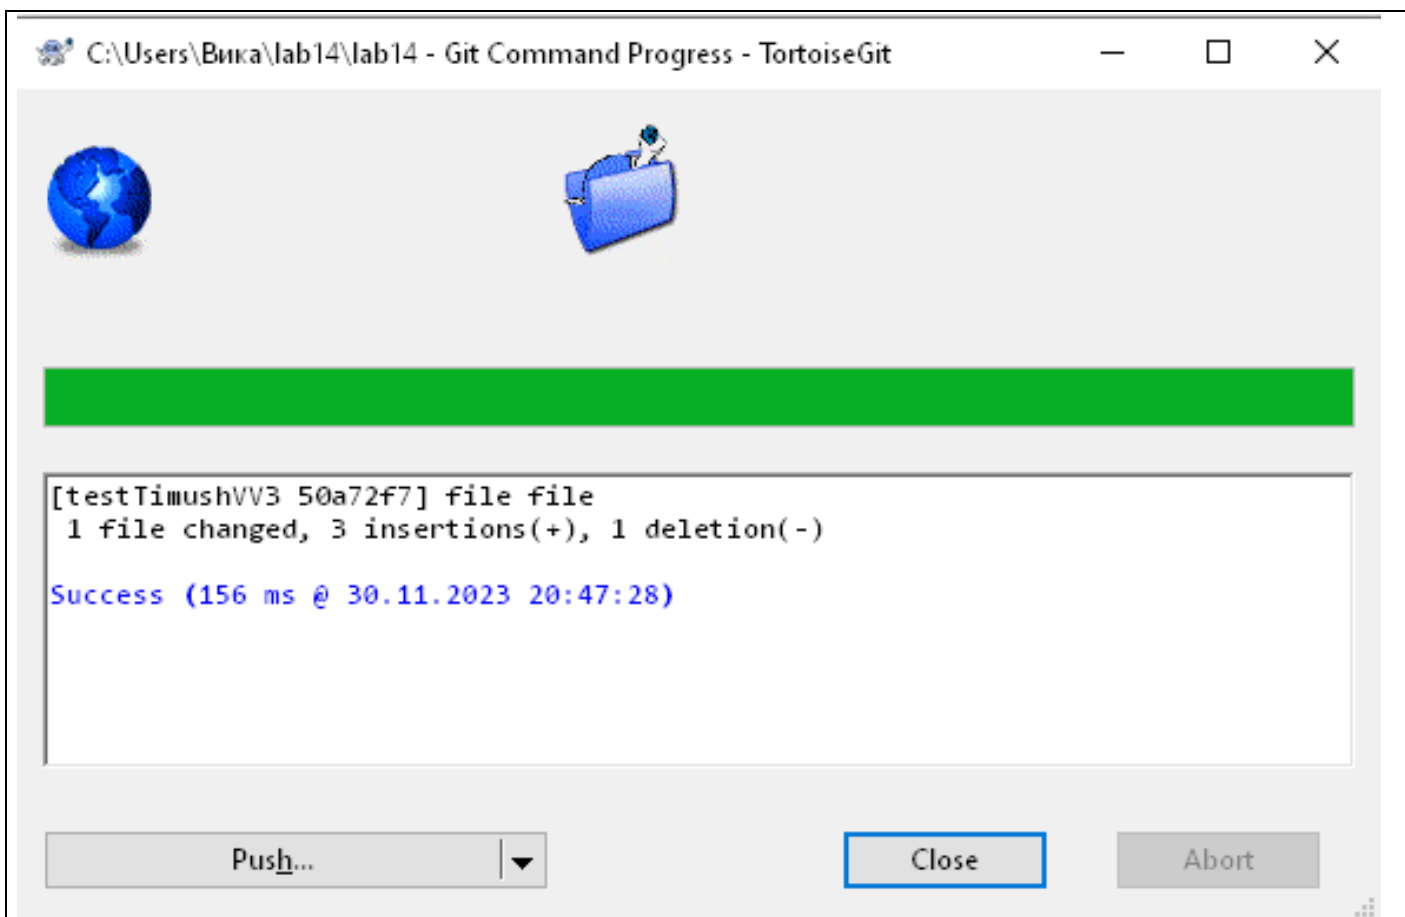 C:\Users\Вика\lab14\lab14 - Git Command Progress - TortoiseGit
[testTimushVV3 50a72f7] file file
1 file changed, 3 insertions(+), 1 deletion(-)
Success (156 ms @ 30.11.2023 20:47:28)
Push...
Close
Abort